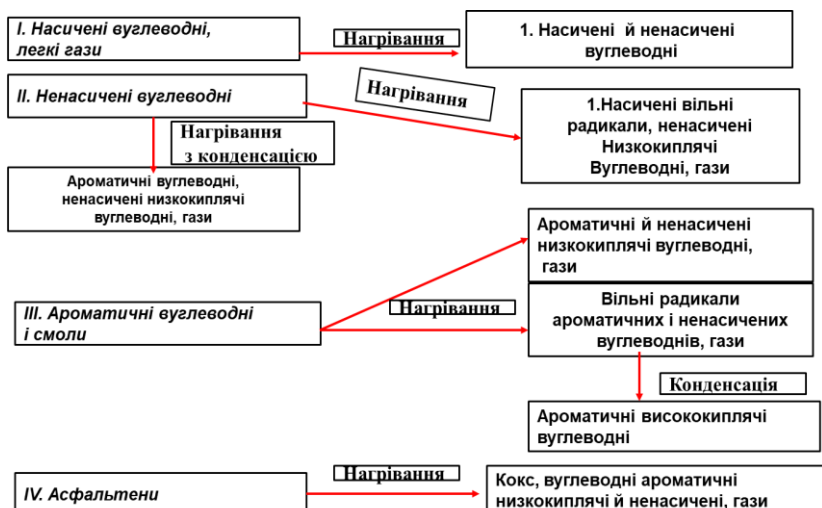 I. Насичені вуглеводні,
легкі гази
Нагрівання
1. Насичені й ненасичені
вуглеводні
II. Ненасичені вуглеводні
Нагрівання
1.Насичені вільні
радикали, ненасичені
Низкокиплячі
Вуглеводні, гази
Нагрівання
з конденсацією
Ароматичні вуглеводні,
ненасичені низкокиплячі
вуглеводні, гази
Ароматичні й ненасичені
низкокиплячі вуглеводні,
гази
III. Ароматичні вуглеводні
і смоли
Нагрівання
Вільні радикали
ароматичних і ненасичених
вуглеводнів, гази
Конденсація
Ароматичні висококиплячі
вуглеводні
IV. Асфальтени
Нагрівання
Кокс, вуглеводні ароматичні
низкокиплячі й ненасичені, гази